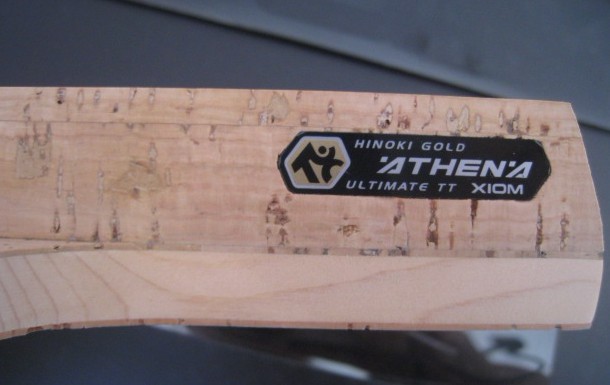 HINOKI GOLD
ATHENA
ULTIMATE TT XIOM